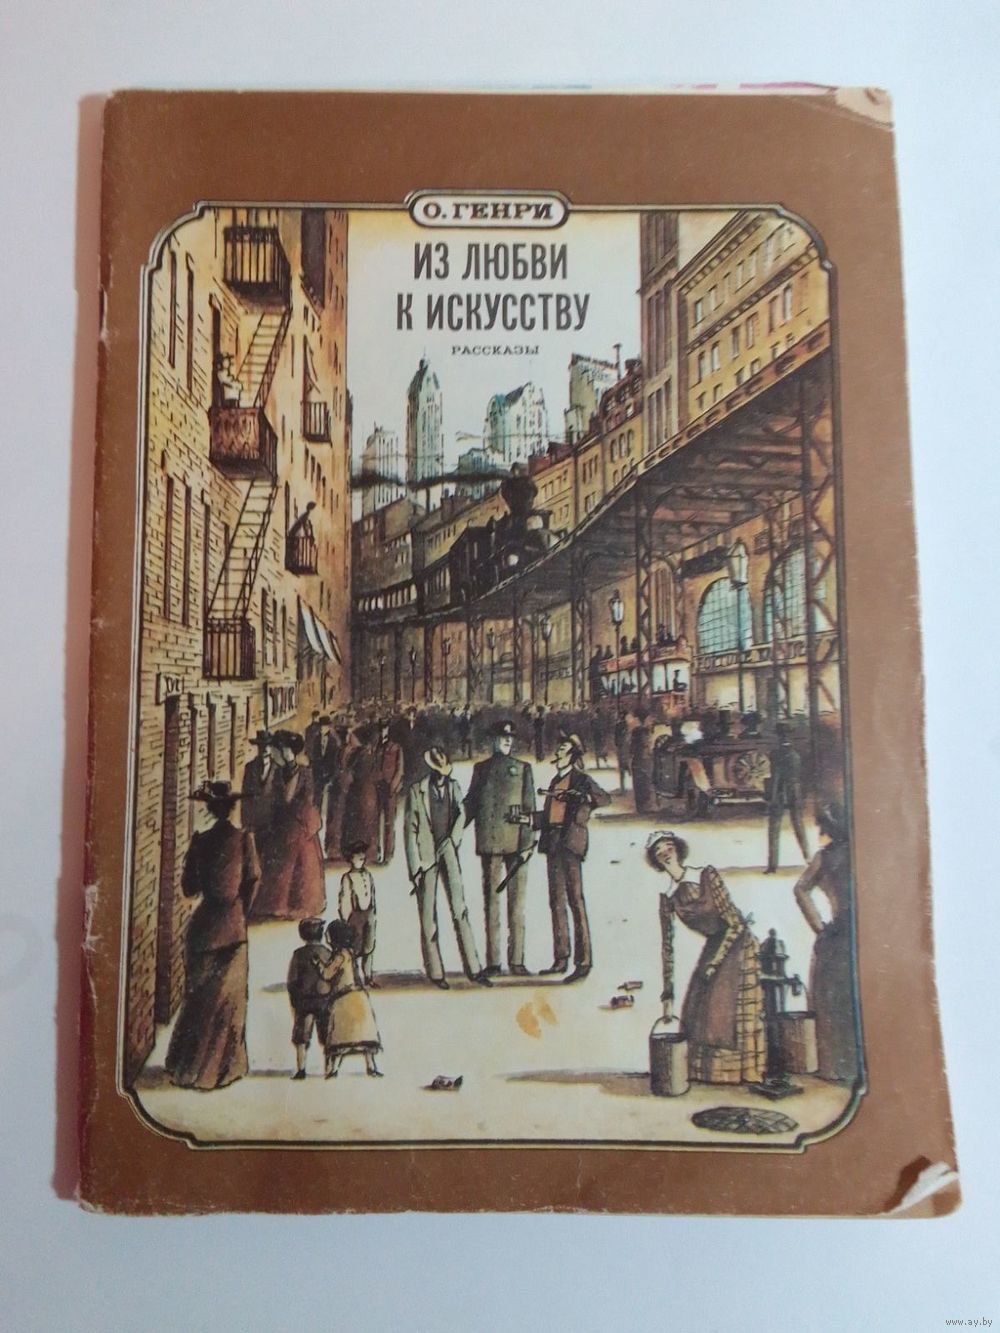 О. ГЕНРИ
ИЗ ЛЮБВИ
К ИСКУССТВУ
РАССКАЗЫ
www.ay.by